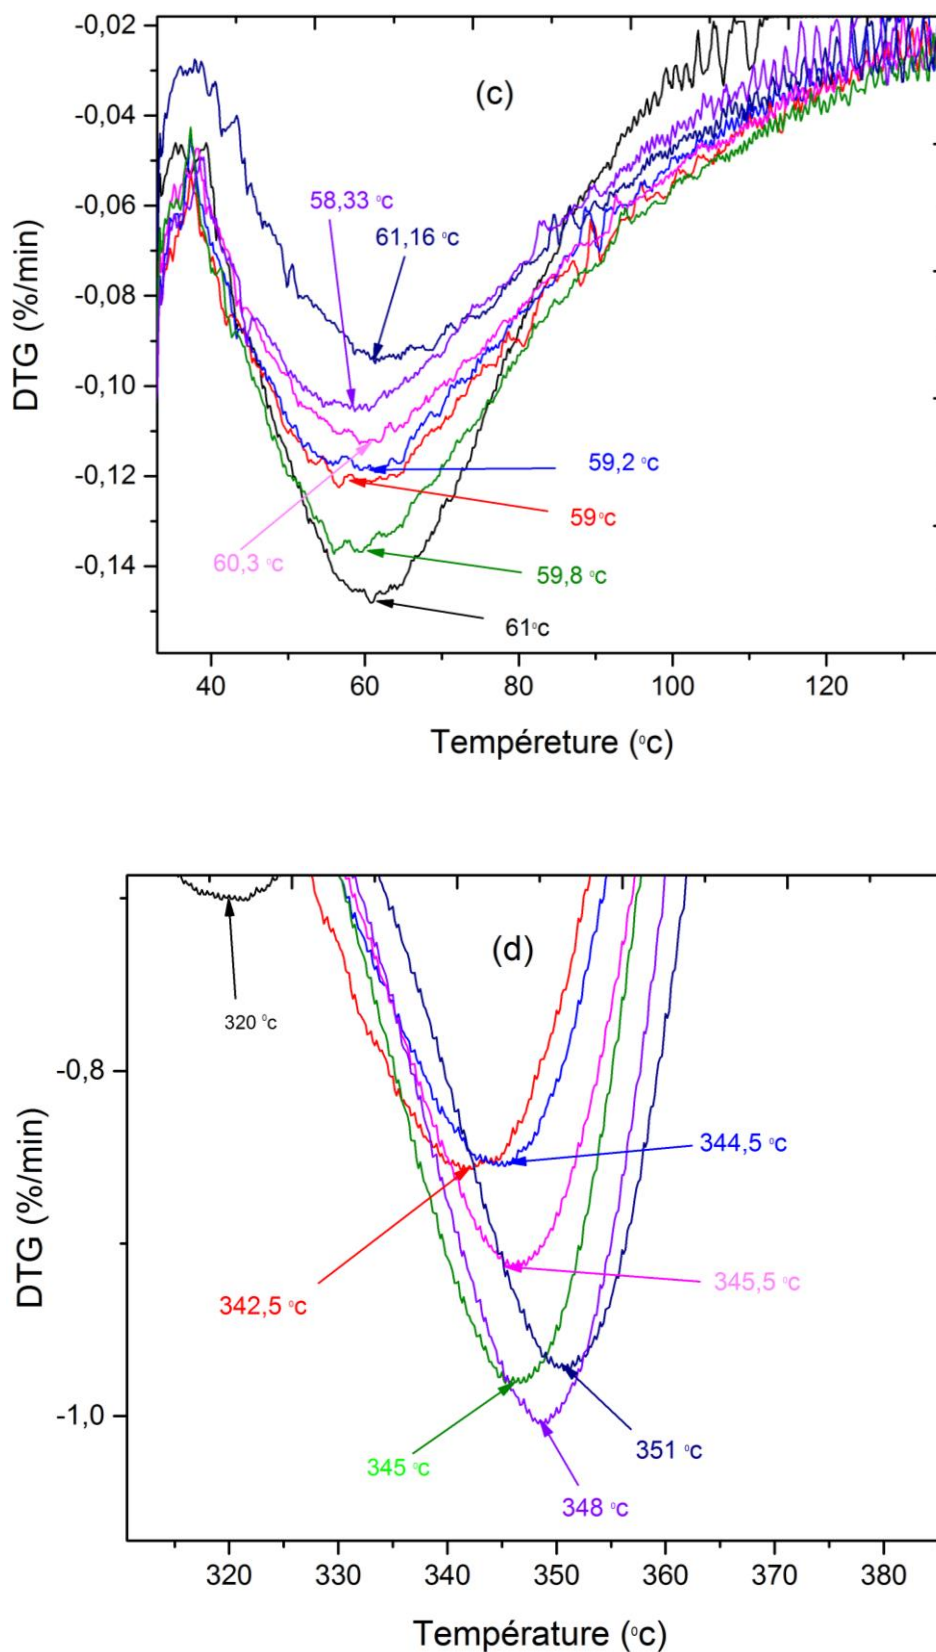 -0,02
(c)
-0,04
58,33 °c
-0,06
61,16 °c
-0,08
DTG (%/min)
-0,10
59,2 °c
-0,12
59°c
60,3 °c
59,8 °c
-0,14
61°c
40 60 80 100 120
Tempéreture (°c)
(d)
320 °c
-0,8
344,5 °c
DTG (%/min)
345,5 °c
342,5 °c
-1,0
351 °c
345 °c
348 °c
320 330 340 350 360 370 380
Température (°c)